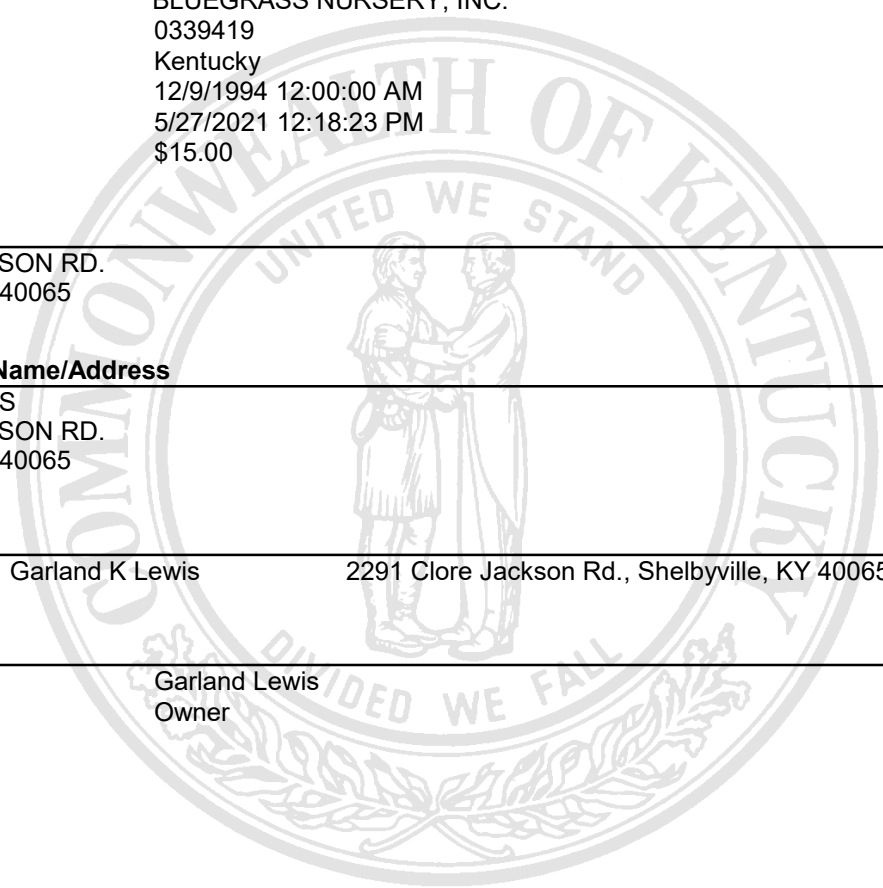 BLUEGRASS NURSERY, INC.
0339419
Kentucky
12/9/1994 12:00:00 AM
5/27/2021 12:18:23 PM
$15.00
COMMONWEALTH OF KENTUCKY
UNITED WE STAND
SON RD.
40065
Name/Address
S
SON RD.
40065
Garland K Lewis 2291 Clore Jackson Rd., Shelbyville, KY 40065
DIVIDED WE FALL
Garland Lewis
Owner